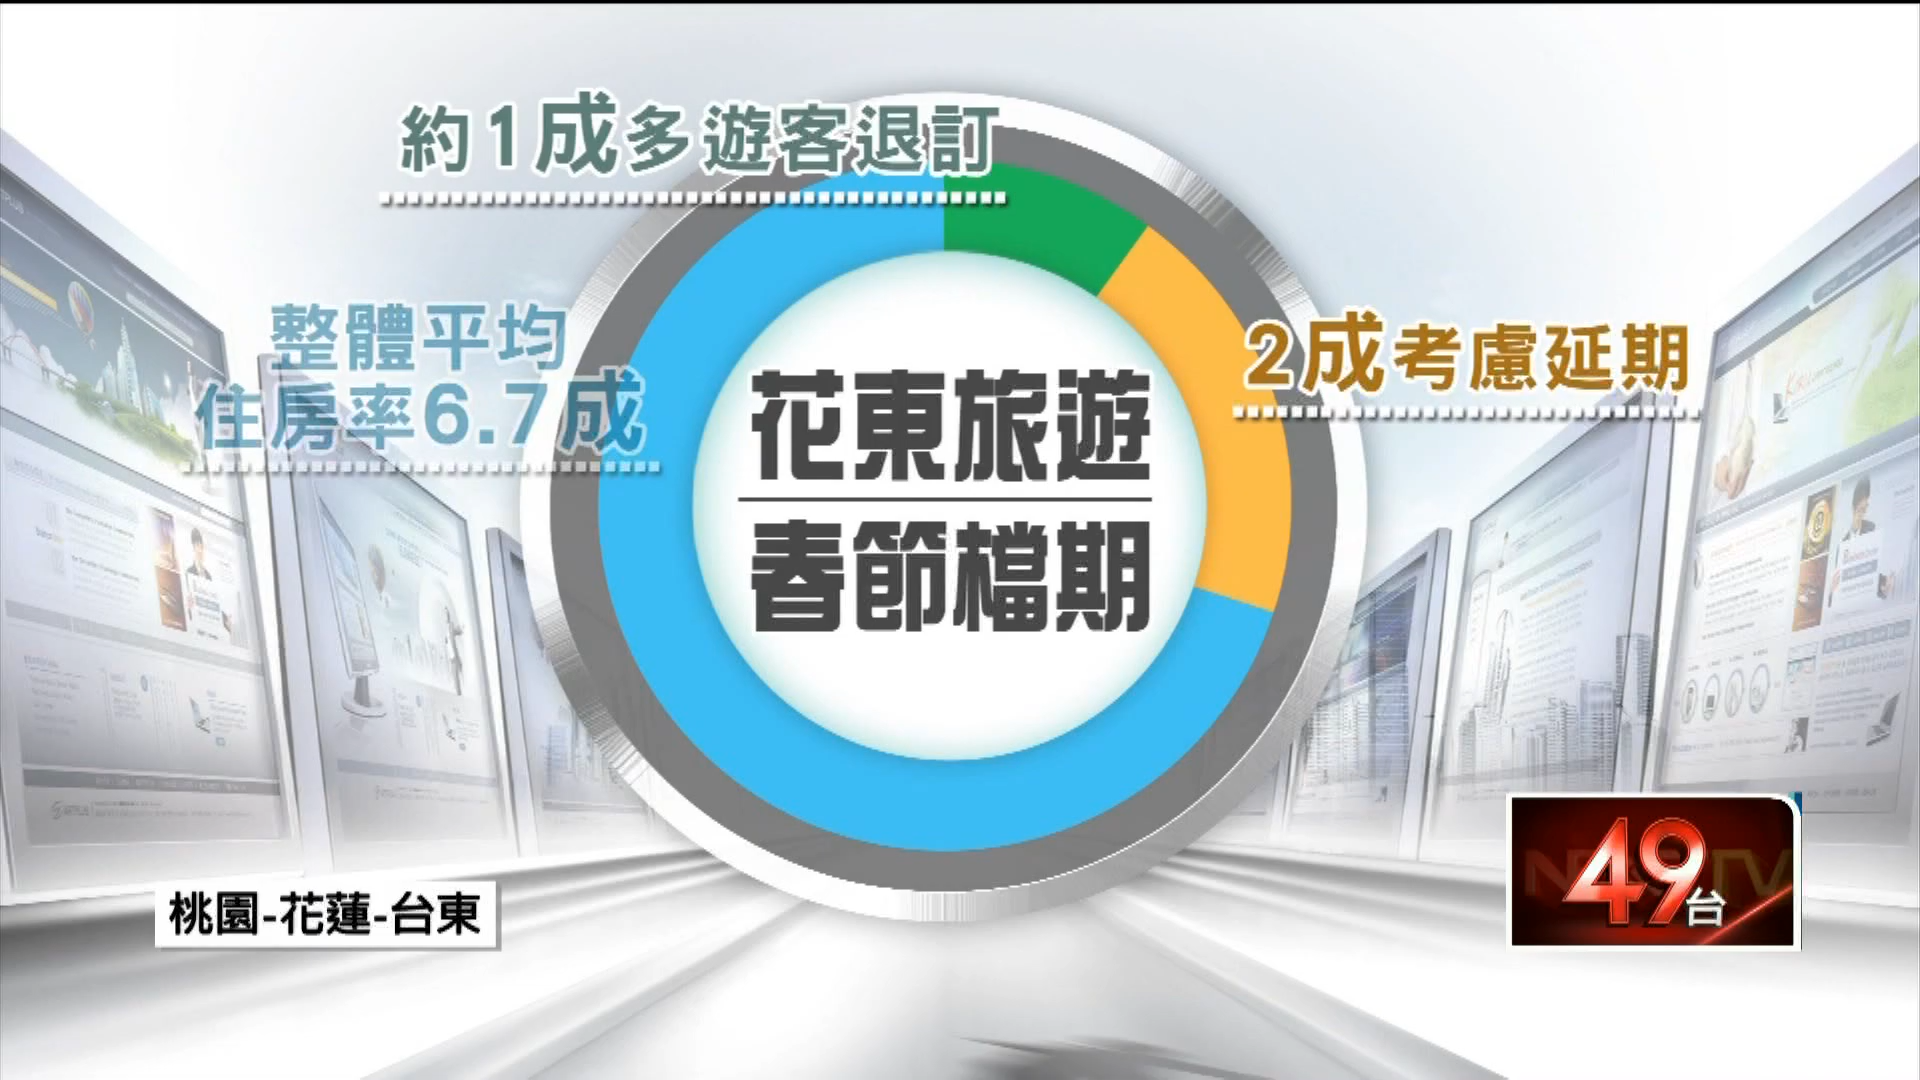 約1成多遊客退訂
整體平均
住房率6.7成
2成考慮延期
花東旅遊
春節檔期
桃園-花蓮-台東
49台